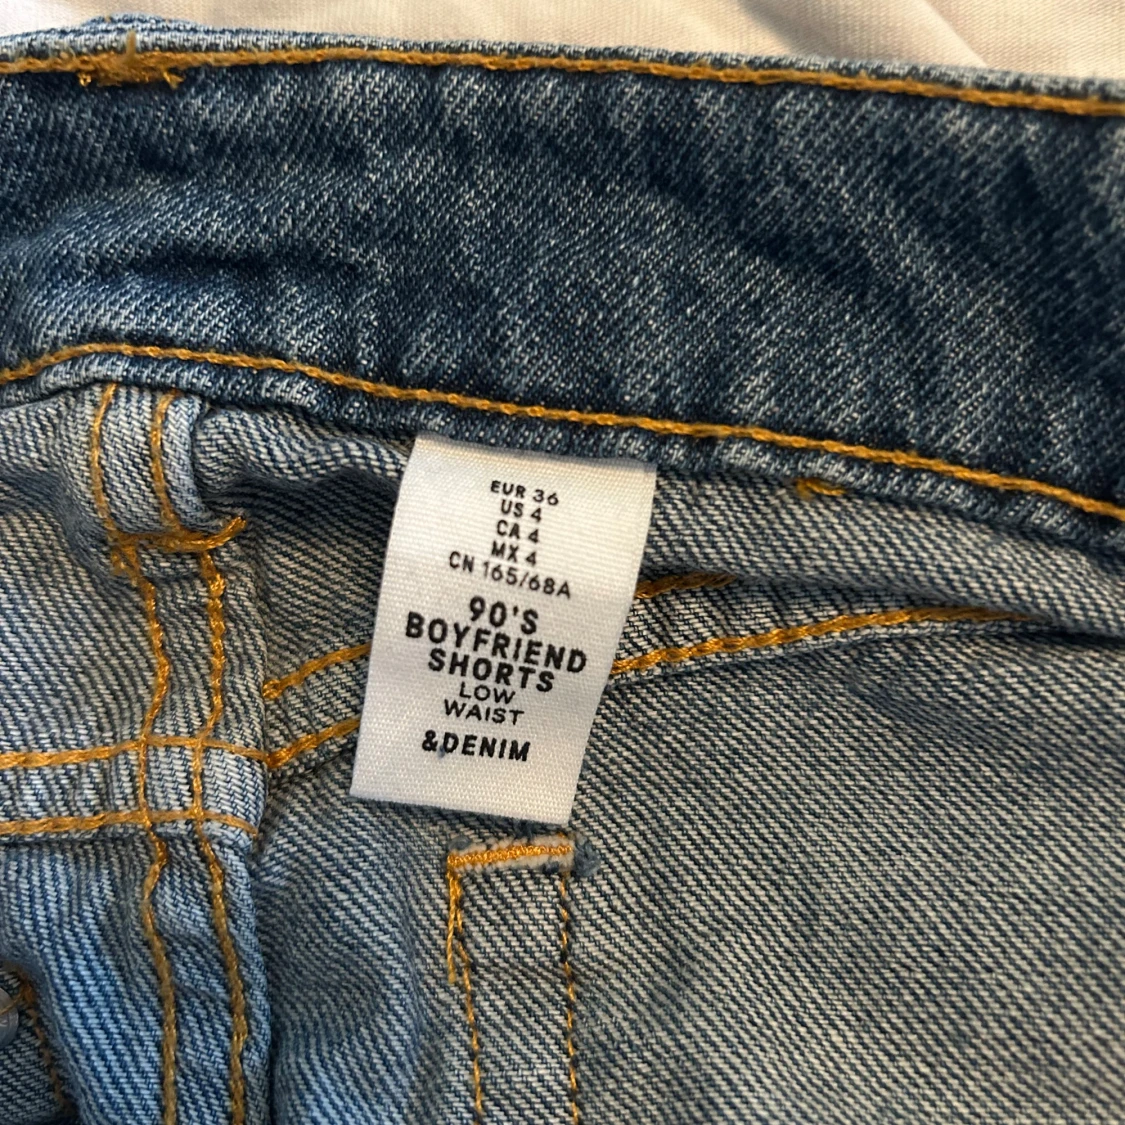 EUR 36
US 4
CA 4
MX 4
CN 165/68A
90'S
BOYFRIEND
SHORTS
LOW
WAIST
&DENIM